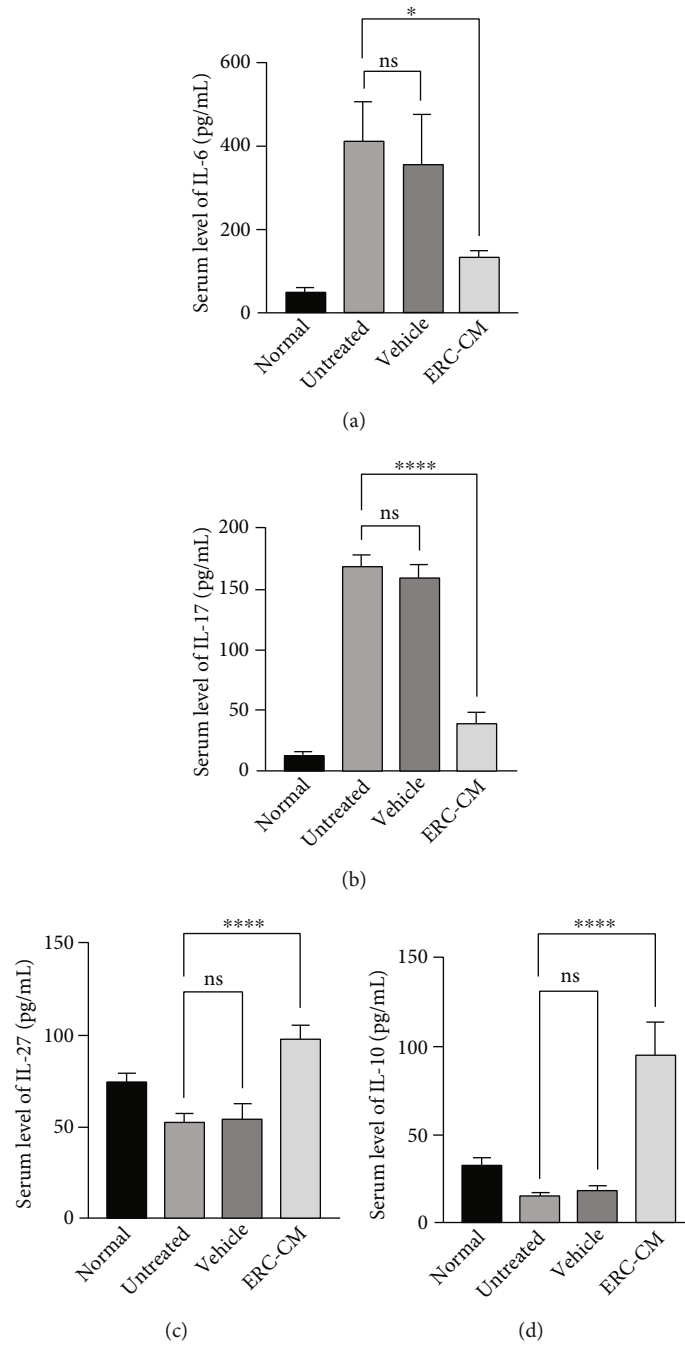 *
ns
600
400
200
0
Serum level of IL-6 (pg/mL)
Normal
Untreated
Vehicle
ERC-CM
(a)
****
ns
200
150
100
50
0
Serum level of IL-17 (pg/mL)
Normal
Untreated
Vehicle
ERC-CM
(b)
****
ns
150
100
50
0
Serum level of IL-27 (pg/mL)
Normal
Untreated
Vehicle
ERC-CM
(c)
****
ns
150
100
50
0
Serum level of IL-10 (pg/mL)
Normal
Untreated
Vehicle
ERC-CM
(d)